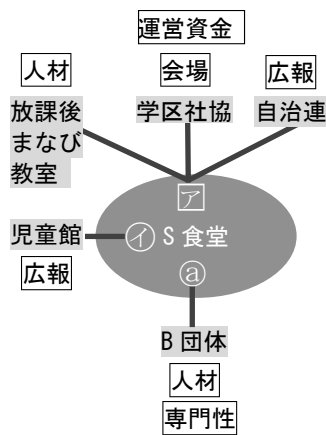 運営資金
人材
会場
広報
放課後
まなび
教室
学区社協
自治連
ア
児童館
イ
S食堂
広報
ⓐ
B団体
人材
専門性